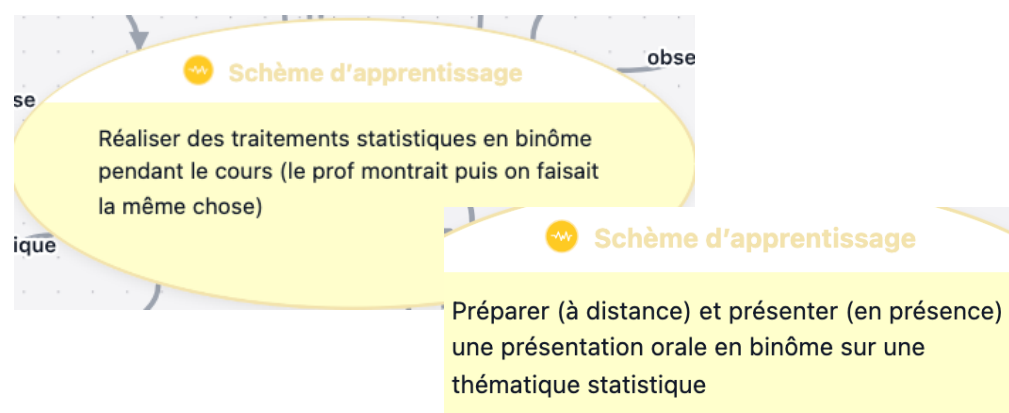 Schème d'apprentissage
obse
se
Réaliser des traitements statistiques en binôme
pendant le cours (le prof montrait puis on faisait
la même chose)
ique
Schème d'apprentissage
Préparer (à distance) et présenter (en présence)
une présentation orale en binôme sur une
thématique statistique